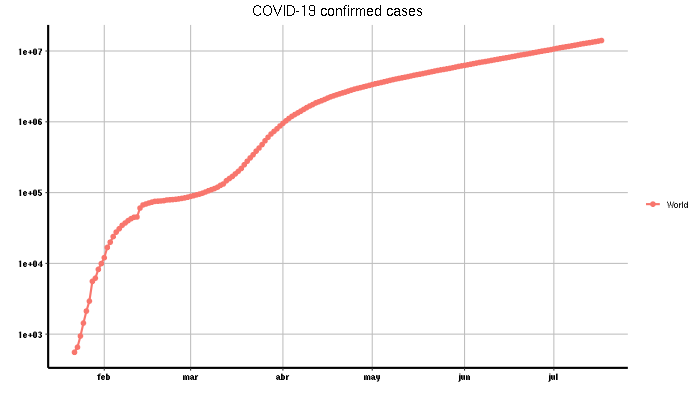 COVID-19 confirmed cases
1e+07
1e+06
1e+05
1e+04
1e+03
feb mar abr may jun jul
World